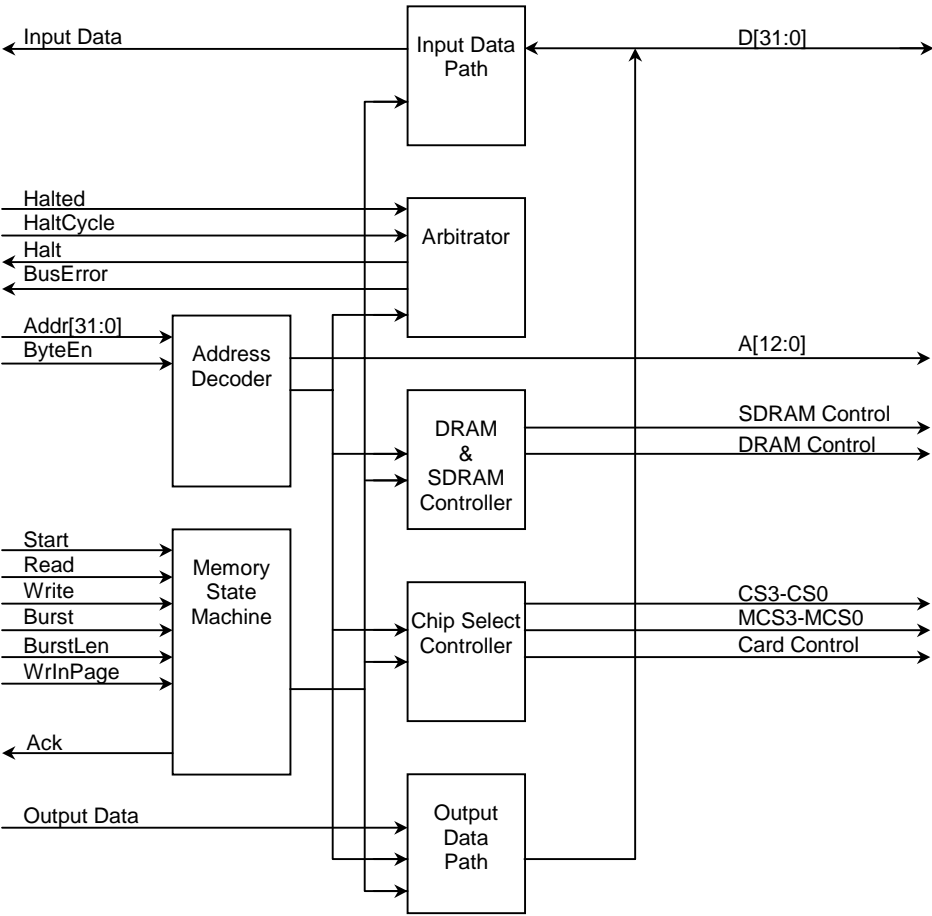 Input Data
Input Data
Path
D[31:0]
Halted
HaltCycle
Halt
BusError
Arbitrator
Addr[31:0]
ByteEn
Address
Decoder
A[12:0]
DRAM
&
SDRAM
Controller
SDRAM Control
DRAM Control
Start
Read
Write
Burst
BurstLen
WrInPage
Ack
Memory
State
Machine
Chip Select
Controller
CS3-CS0
MCS3-MCS0
Card Control
Output Data
Output
Data
Path